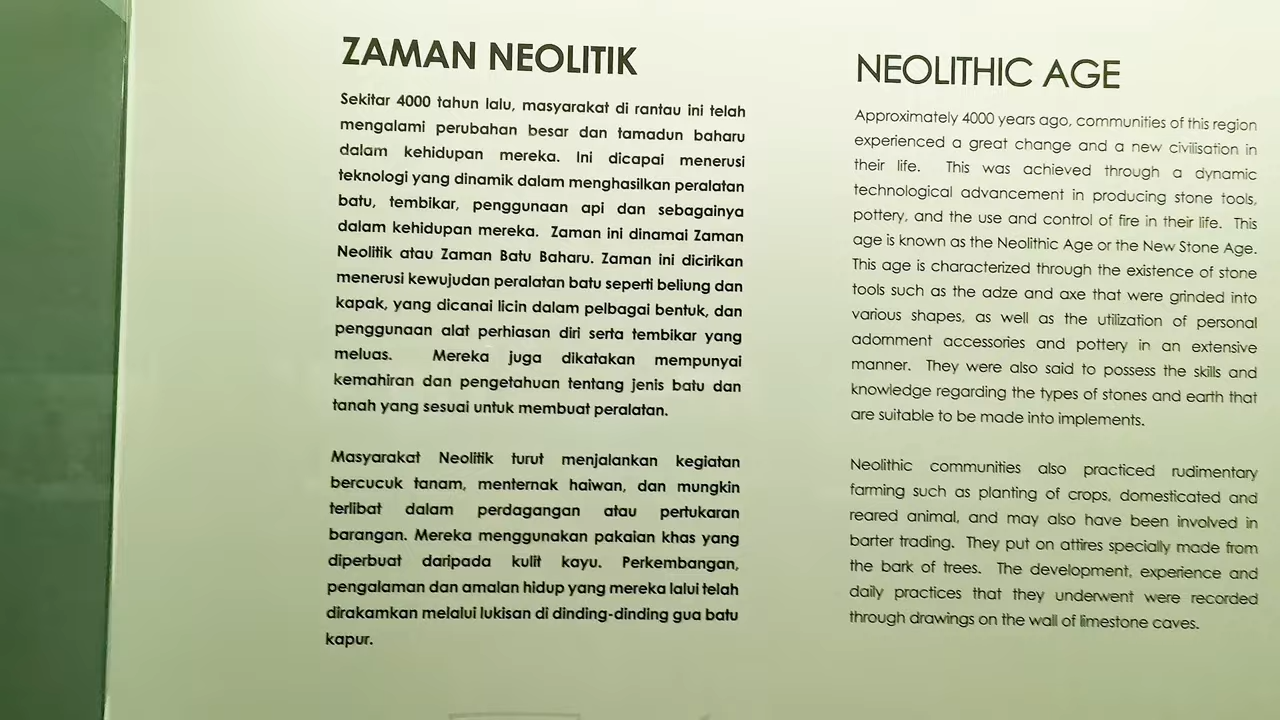 ZAMAN NEOLITIK
Sekitar 4000 tahun lalu, masyarakat di rantau ini telah
mengalami perubahan besar dan tamadun baharu
dalam kehidupan mereka. Ini dicapai menerusi
teknologi yang dinamik dalam menghasilkan peralatan
batu, tembikar, penggunaan api dan sebagainya
dalam kehidupan mereka. Zaman ini dinamai Zaman
Neolitik atau Zaman Batu Baharu. Zaman ini dicirikan
menerusi kewujudan peralatan batu seperti beliung dan
kapak, yang dicanai licin dalam pelbagai bentuk, dan
penggunaan alat perhiasan diri serta tembikar yang
meluas. Mereka juga dikatakan mempunyai
kemahiran dan pengetahuan tentang jenis batu dan
tanah yang sesuai untuk membuat peralatan.
Masyarakat Neolitik turut menjalankan kegiatan
bercucuk tanam, menternak haiwan, dan mungkin
terlibat dalam perdagangan atau pertukaran
barangan. Mereka menggunakan pakaian khas yang
diperbuat daripada kulit kayu. Perkembangan,
pengalaman dan amalan hidup yang mereka lalui telah
dirakamkan melalui lukisan di dinding-dinding gua batu
kapur.
NEOLITHIC AGE
Approximately 4000 years ago, communities of this region
experienced a great change and a new civilisation in
their life. This was achieved through a dynamic
technological advancement in producing stone tools,
pottery, and the use and control of fire in their life. This
age is known as the Neolithic Age or the New Stone Age.
This age is characterized through the existence of stone
tools such as the adze and axe that were grinded into
various shapes, as well as the utilization of personal
adornment accessories and pottery in an extensive
manner. They were also said to possess the skills and
knowledge regarding the types of stones and earth that
are suitable to be made into implements.
Neolithic communities also practiced rudimentary
farming such as planting of crops, domesticated and
reared animal, and may also have been involved in
barter trading. They put on attires specially made from
the bark of trees. The development, experience and
daily practices that they underwent were recorded
through drawings on the wall of limestone caves.